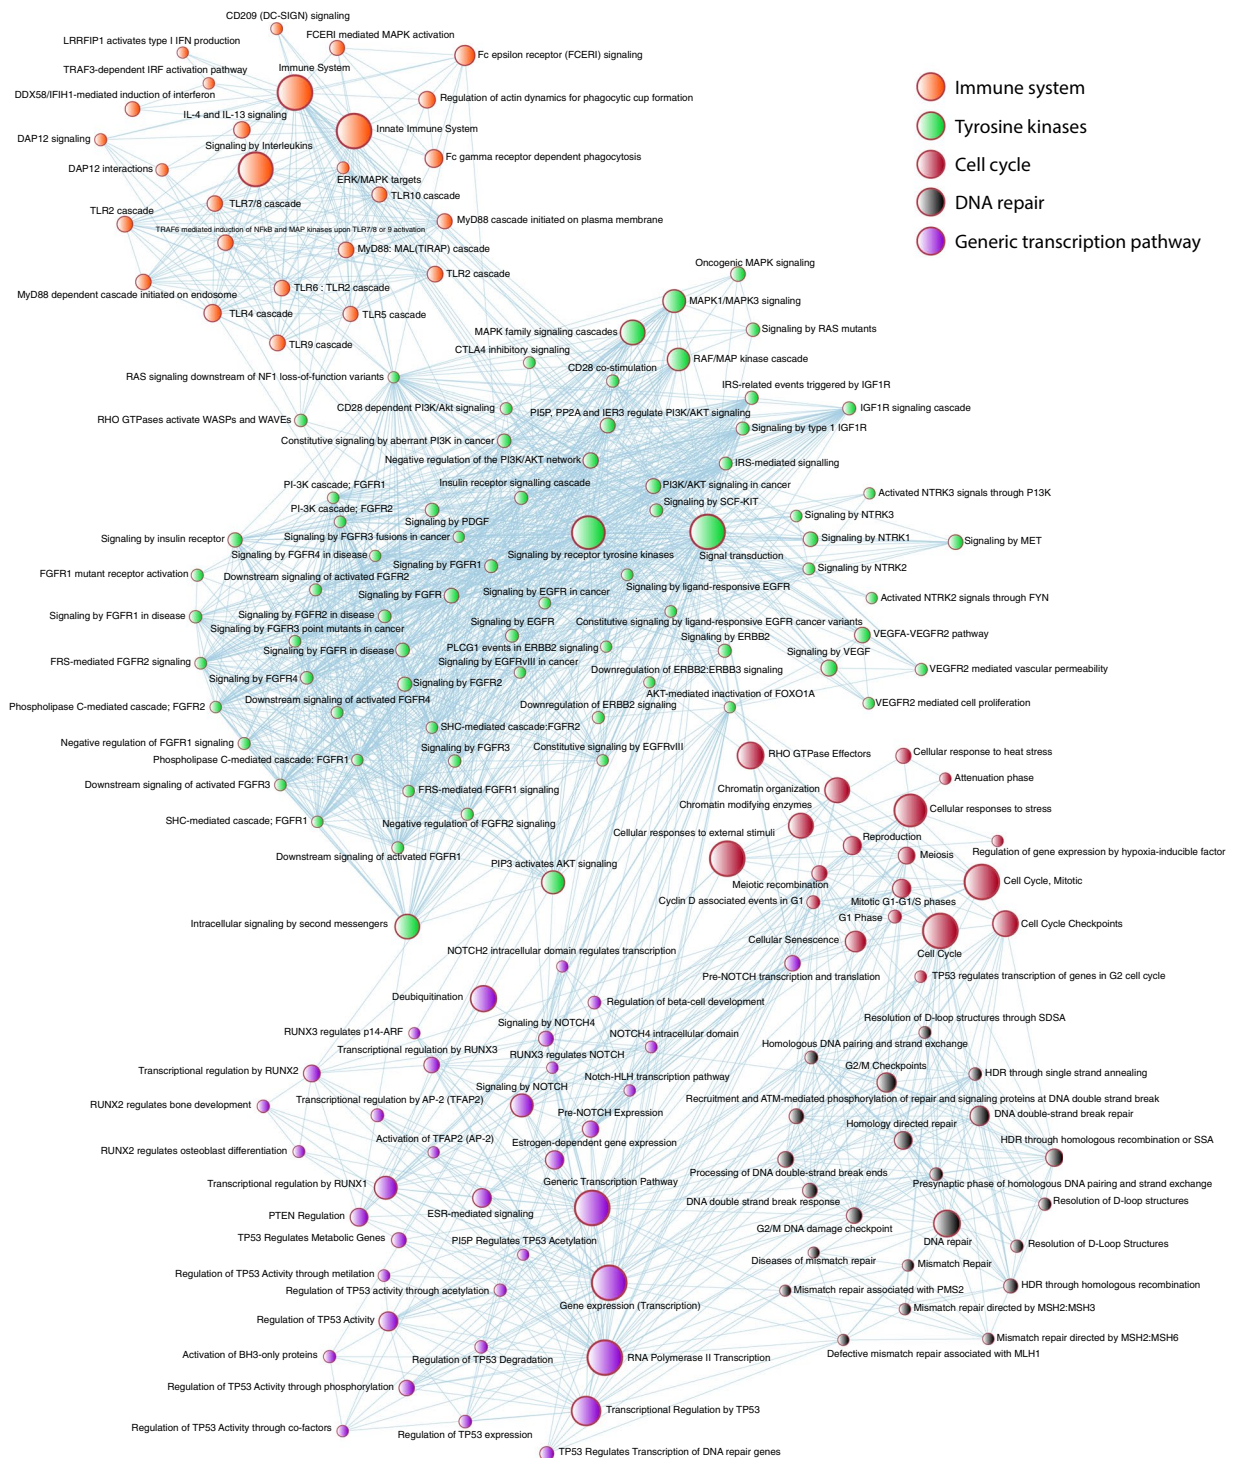 CD209 (DC-SIGN) signaling
LRRFIP1 activates type I IFN production
FCERI mediated MAPK activation
Fc epsilon receptor (FCERI) signaling
TRAF3-dependent IRF activation pathway
Immune System
DDX58/IFIH1-mediated induction of interferon
Regulation of actin dynamics for phagocytic cup formation
IL-4 and IL-13 signaling
Innate Immune System
DAP12 signaling
Signaling by Interleukins
Fc gamma receptor dependent phagocytosis
DAP12 interactions
ERK/MAPK targets
TLR10 cascade
TLR7/8 cascade
TLR2 cascade
MyD88 cascade initiated on plasma membrane
TRAF6 mediated induction of NFkB and MAP kinases upon TLR7/8 or 9 activation
MyD88: MAL(TIRAP) cascade
TLR2 cascade
MyD88 dependent cascade initiated on endosome
TLR6 : TLR2 cascade
TLR4 cascade
TLR5 cascade
TLR9 cascade
Immune system
Tyrosine kinases
Cell cycle
DNA repair
Generic transcription pathway
Oncogenic MAPK signaling
MAPK1/MAPK3 signaling
MAPK family signaling cascades
Signaling by RAS mutants
CTLA4 inhibitory signaling
RAF/MAP kinase cascade
CD28 co-stimulation
RAS signaling downstream of NF1 loss-of-function variants
IRS-related events triggered by IGF1R
CD28 dependent PI3K/Akt signaling
PI5P, PP2A and IER3 regulate PI3K/AKT signaling
IGF1R signaling cascade
RHO GTPases activate WASPs and WAVEs
Signaling by type 1 IGF1R
Constitutive signaling by aberrant PI3K in cancer
Negative regulation of the PI3K/AKT network
IRS-mediated signalling
PI-3K cascade; FGFR1
Insulin receptor signalling cascade
PI3K/AKT signaling in cancer
Activated NTRK3 signals through P13K
PI-3K cascade; FGFR2
Signaling by SCF-KIT
Signaling by NTRK3
Signaling by PDGF
Signaling by insulin receptor
Signaling by FGFR3 fusions in cancer
Signaling by NTRK1
Signaling by MET
Signaling by FGFR4 in disease
Signaling by receptor tyrosine kinases
Signal transduction
Signaling by FGFR1
Signaling by NTRK2
FGFR1 mutant receptor activation
Downstream signaling of activated FGFR2
Signaling by ligand-responsive EGFR
Signaling by FGFR
Signaling by EGFR in cancer
Activated NTRK2 signals through FYN
Signaling by FGFR1 in disease
Signaling by FGFR2 in disease
Signaling by EGFR
Constitutive signaling by ligand-responsive EGFR cancer variants
Signaling by FGFR3 point mutants in cancer
VEGFA-VEGFR2 pathway
Signaling by ERBB2
Signaling by FGFR in disease
PLCG1 events in ERBB2 signaling
Signaling by VEGF
FRS-mediated FGFR2 signaling
Signaling by EGFRvIII in cancer
Downregulation of ERBB2:ERBB3 signaling
VEGFR2 mediated vascular permeability
Signaling by FGFR4
Signaling by FGFR2
AKT-mediated inactivation of FOXO1A
Phospholipase C-mediated cascade; FGFR2
Downstream signaling of activated FGFR4
Downregulation of ERBB2 signaling
VEGFR2 mediated cell proliferation
SHC-mediated cascade:FGFR2
Negative regulation of FGFR1 signaling
Signaling by FGFR3
Constitutive signaling by EGFRvIII
Phospholipase C-mediated cascade: FGFR1
Downstream signaling of activated FGFR3
FRS-mediated FGFR1 signaling
SHC-mediated cascade; FGFR1
Negative regulation of FGFR2 signaling
Downstream signaling of activated FGFR1
PIP3 activates AKT signaling
Intracellular signaling by second messengers
RHO GTPase Effectors
Cellular response to heat stress
Attenuation phase
Chromatin organization
Chromatin modifying enzymes
Cellular responses to stress
Cellular responses to external stimuli
Reproduction
Regulation of gene expression by hypoxia-inducible factor
Meiosis
Meiotic recombination
Cell Cycle, Mitotic
Cyclin D associated events in G1
Mitotic G1-G1/S phases
G1 Phase
Cell Cycle Checkpoints
Cellular Senescence
Cell Cycle
TP53 regulates transcription of genes in G2 cell cycle
NOTCH2 intracellular domain regulates transcription
Pre-NOTCH transcription and translation
Deubiquitination
Regulation of beta-cell development
RUNX3 regulates p14-ARF
Signaling by NOTCH4
NOTCH4 intracellular domain
Transcriptional regulation by RUNX3
RUNX3 regulates NOTCH
Transcriptional regulation by RUNX2
Notch-HLH transcription pathway
Signaling by NOTCH
RUNX2 regulates bone development
Transcriptional regulation by AP-2 (TFAP2)
Pre-NOTCH Expression
Activation of TFAP2 (AP-2)
Estrogen-dependent gene expression
RUNX2 regulates osteoblast differentiation
Transcriptional regulation by RUNX1
Generic Transcription Pathway
PTEN Regulation
ESR-mediated signaling
TP53 Regulates Metabolic Genes
PI5P Regulates TP53 Acetylation
Regulation of TP53 Activity through metilation
Regulation of TP53 activity through acetylation
Gene expression (Transcription)
Regulation of TP53 Activity
Activation of BH3-only proteins
Regulation of TP53 Degradation
RNA Polymerase II Transcription
Regulation of TP53 Activity through phosphorylation
Transcriptional Regulation by TP53
Regulation of TP53 Activity through co-factors
Regulation of TP53 expression
TP53 Regulates Transcription of DNA repair genes
Resolution of D-loop structures through SDSA
Homologous DNA pairing and strand exchange
G2/M Checkpoints
HDR through single strand annealing
Recruitment and ATM-mediated phosphorylation of repair and signaling proteins at DNA double strand break
DNA double-strand break repair
Homology directed repair
HDR through homologous recombination or SSA
Processing of DNA double-strand break ends
Presynaptic phase of homologous DNA pairing and strand exchange
DNA double strand break response
Resolution of D-loop structures
G2/M DNA damage checkpoint
DNA repair
Resolution of D-Loop Structures
Diseases of mismatch repair
Mismatch Repair
Mismatch repair associated with PMS2
HDR through homologous recombination
Mismatch repair directed by MSH2:MSH3
Mismatch repair directed by MSH2:MSH6
Defective mismatch repair associated with MLH1